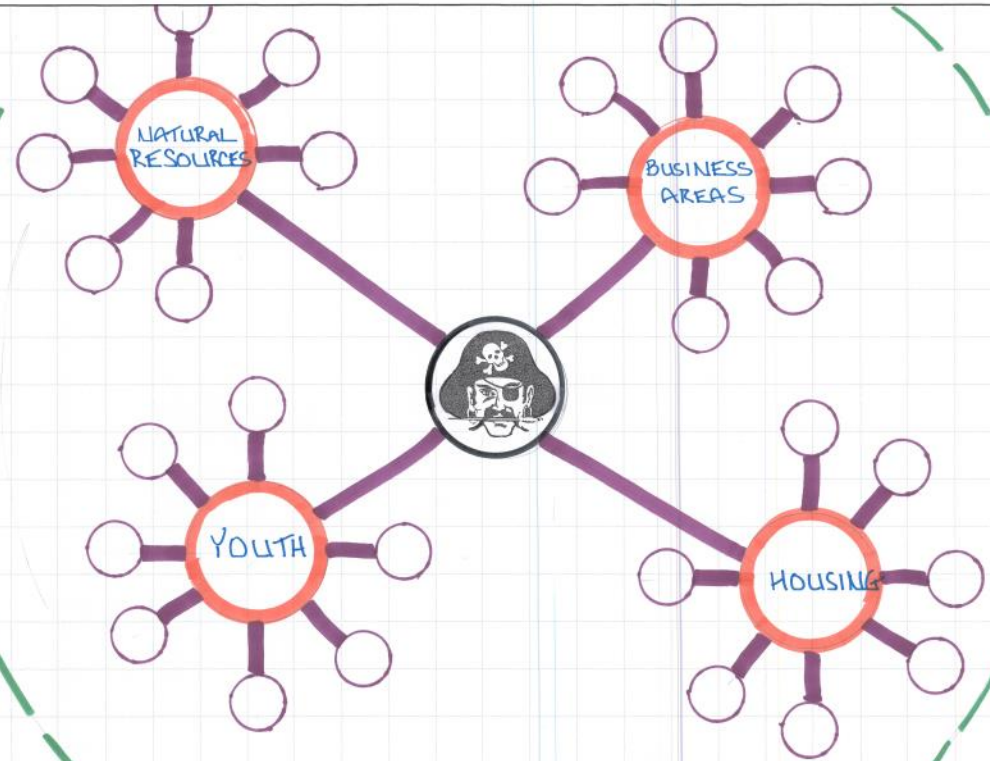 NATURAL
RESOURCES
BUSINESS
AREAS
YOUTH
HOUSING